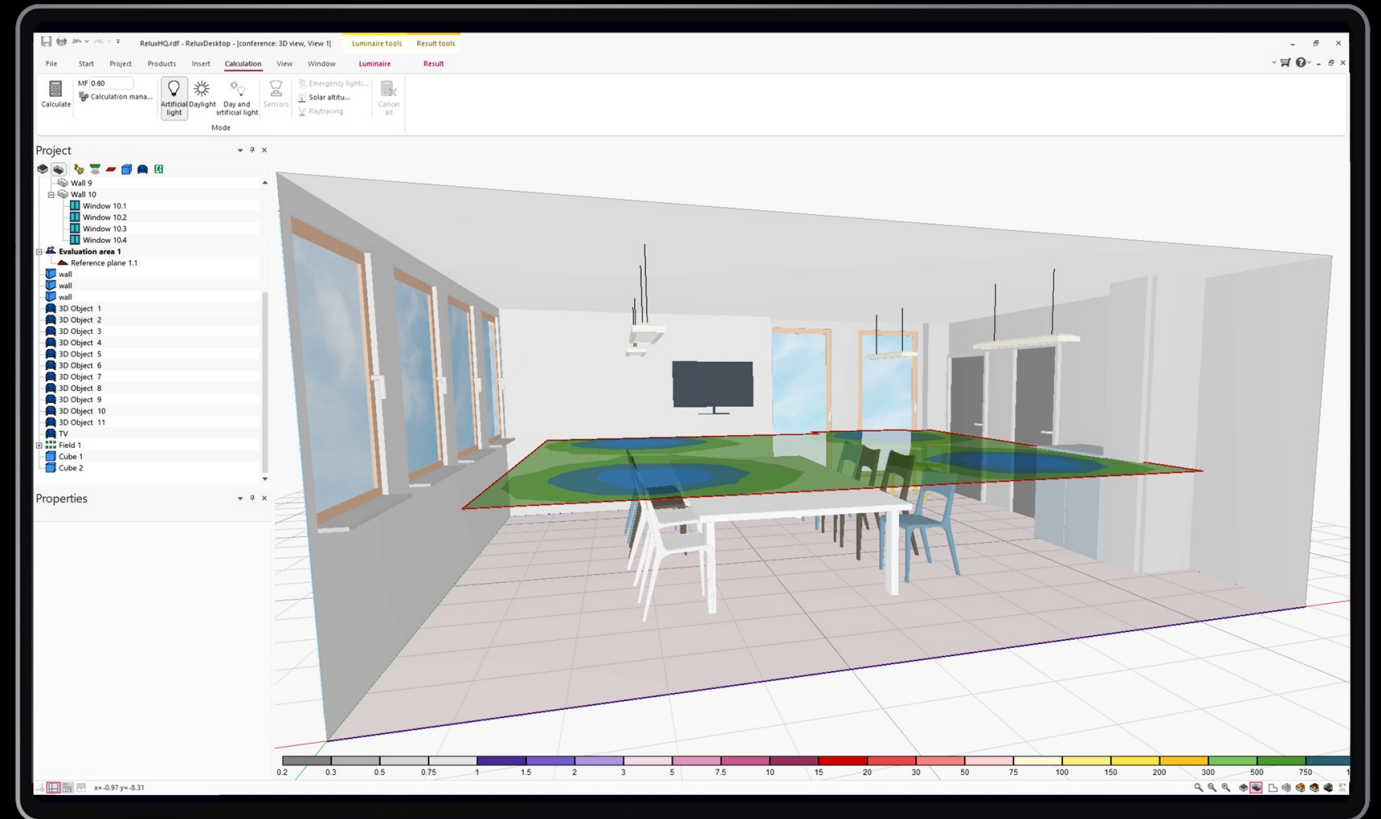 ReluxHQ.rdf - ReluxDesktop - [conference: 3D view, View 1]
Luminaire tools
Result tools
File Start Project Products Insert Calculation View Window Luminaire Result
MF 0.80
Calculation mana...
Calculate
Artificial light
Daylight
Day and artificial light
Sensors
Emergency lighti...
Solar altitu...
Raytracing
Cancel all
Mode
Project
Wall 9
Wall 10
Window 10.1
Window 10.2
Window 10.3
Window 10.4
Evaluation area 1
Reference plane 1.1
wall
wall
wall
3D Object 1
3D Object 2
3D Object 3
3D Object 4
3D Object 5
3D Object 6
3D Object 7
3D Object 8
3D Object 9
3D Object 10
3D Object 11
TV
Field 1
Cube 1
Cube 2
Properties
0.2 0.3 0.5 0.75 1 1.5 2 3 5 7.5 10 15 20 30 50 75 100 150 200 300 500 750
x=-0.97 y=-8.31